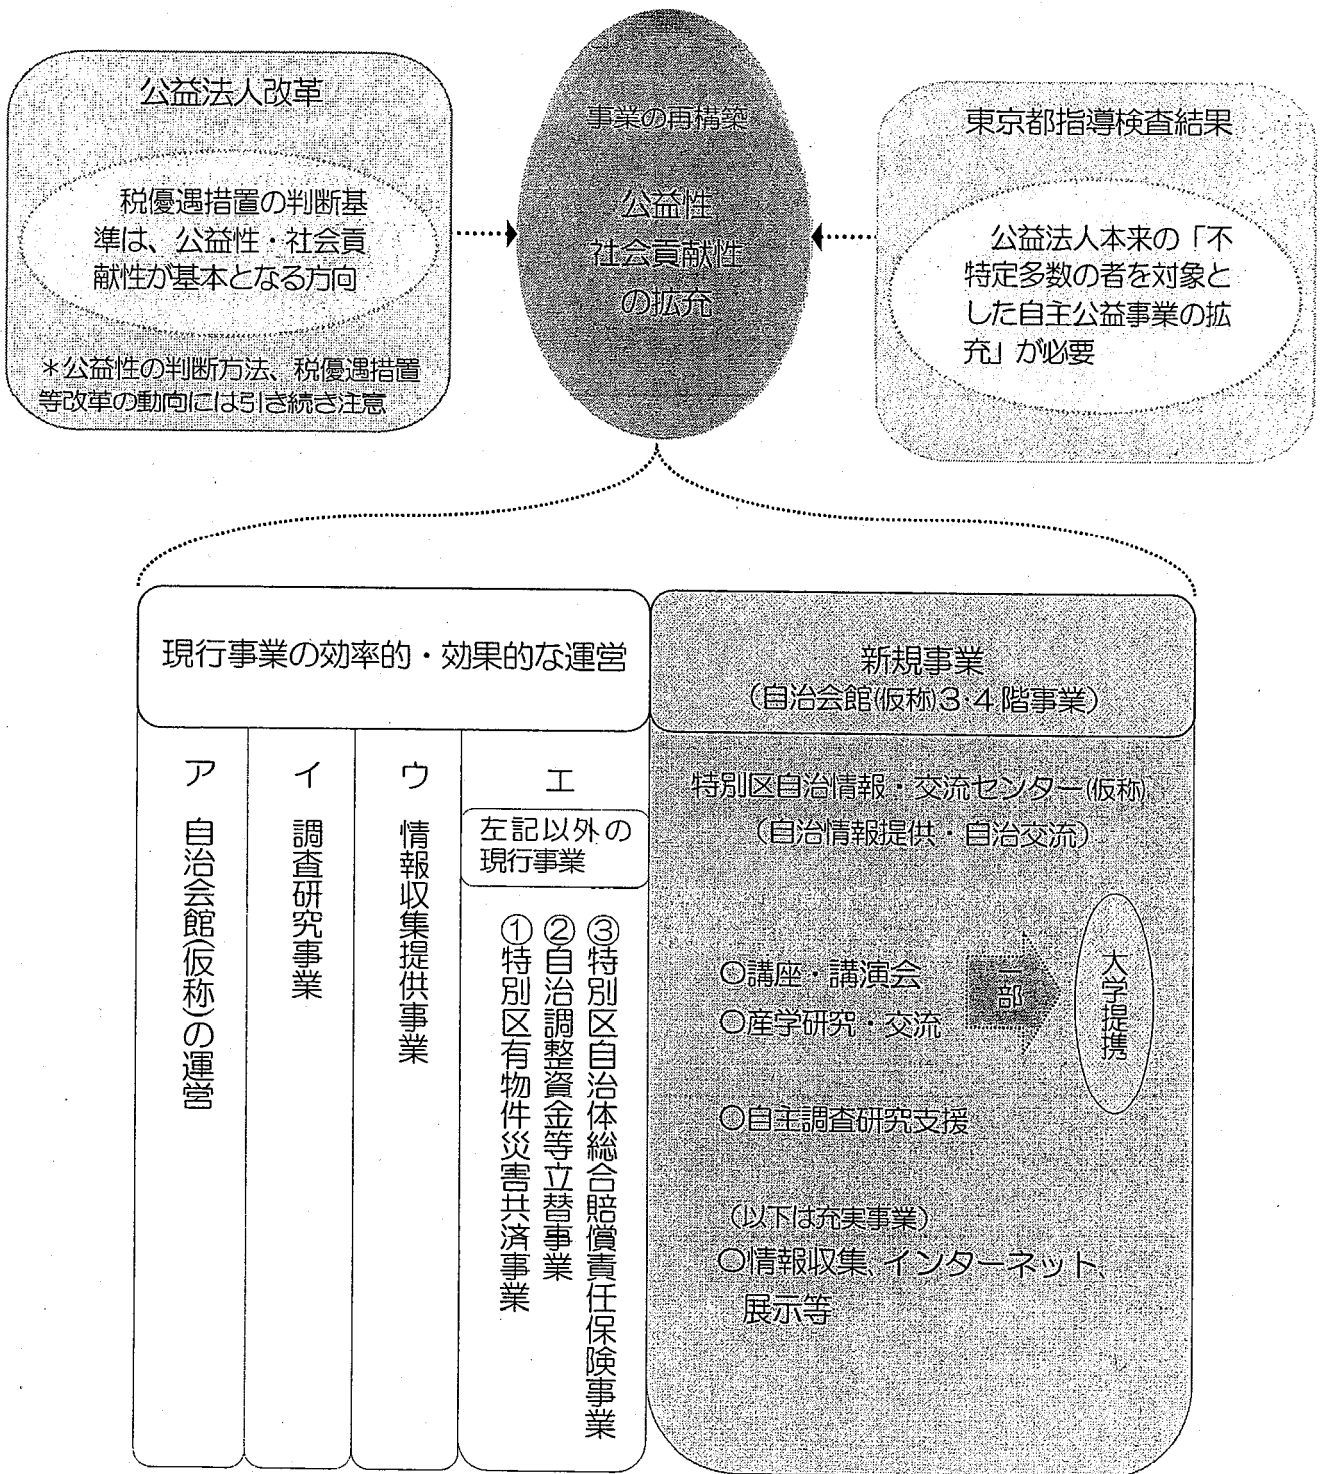 公益法人改革
税優遇措置の判断基
準は、公益性・社会貢
献性が基本となる方向
*公益性の判断方法、税優遇措置
等改革の動向には引き続き注意
事業の再構築
公益性
社会貢献性
の拡充
東京都指導検査結果
公益法人本来の「不
特定多数の者を対象と
した自主公益事業の拡
充」が必要
現行事業の効率的・効果的な運営
ア 自治会館(仮称)の運営
イ 調査研究事業
ウ 情報収集提供事業
エ
左記以外の
現行事業
①特別区有物件災害共済事業
②自治調整資金等立替事業
③特別区自治体総合賠償責任保険事業
新規事業
(自治会館(仮称)3・4階事業)
特別区自治情報・交流センター(仮称)
(自治情報提供・自治交流)
○講座・講演会
○産学研究・交流
一部
大学提携
○自主調査研究支援
(以下は充実事業)
○情報収集、インターネット、
展示等